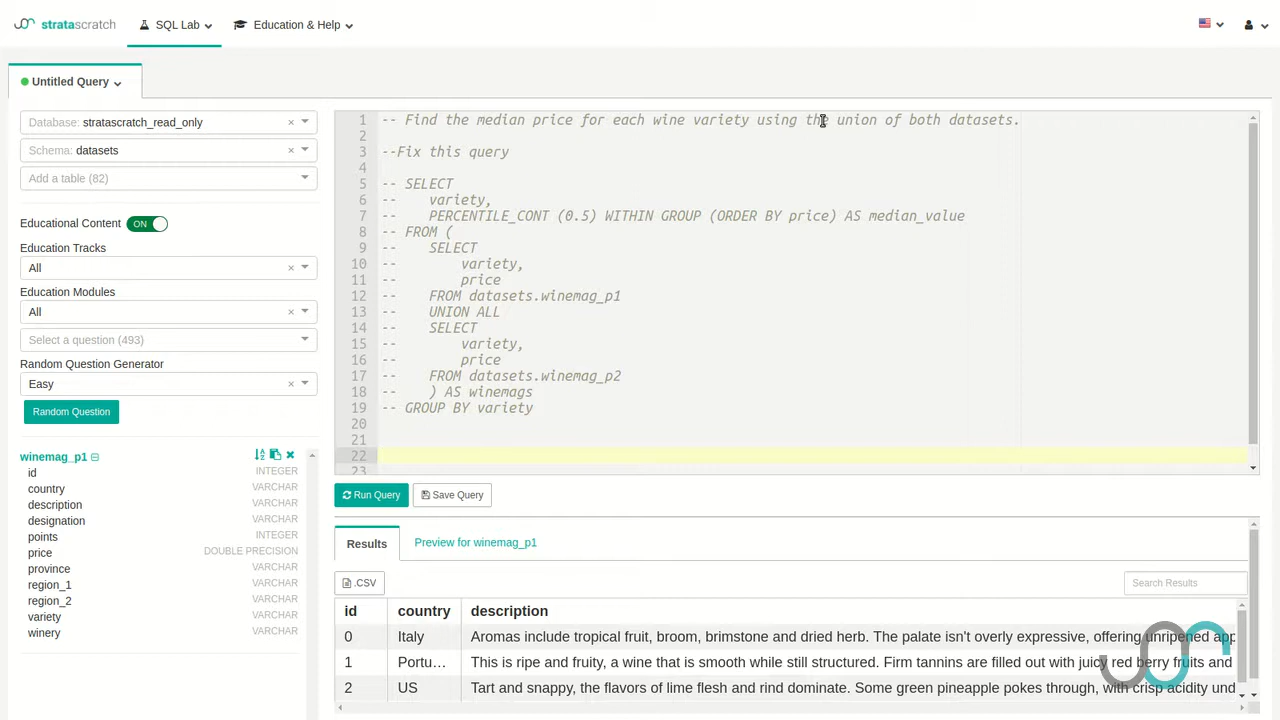 stratascratch SQL Lab Education & Help
Untitled Query
Database: stratascratch_read_only
Schema: datasets
Add a table (82)
Educational Content ON
Education Tracks
All
Education Modules
All
Select a question (493)
Random Question Generator
Easy
Random Question
winemag_p1
id INTEGER
country VARCHAR
description VARCHAR
designation VARCHAR
points INTEGER
price DOUBLE PRECISION
province VARCHAR
region_1 VARCHAR
region_2 VARCHAR
variety VARCHAR
winery VARCHAR
1 -- Find the median price for each wine variety using the union of both datasets.
2
3 --Fix this query
4
5 -- SELECT
6 -- variety,
7 -- PERCENTILE_CONT (0.5) WITHIN GROUP (ORDER BY price) AS median_value
8 -- FROM (
9 -- SELECT
10 -- variety,
11 -- price
12 -- FROM datasets.winemag_p1
13 -- UNION ALL
14 -- SELECT
15 -- variety,
16 -- price
17 -- FROM datasets.winemag_p2
18 -- ) AS winemags
19 -- GROUP BY variety
20
21
22
23
Run Query Save Query
Results Preview for winemag_p1
.CSV Search Results
id country description
0 Italy Aromas include tropical fruit, broom, brimstone and dried herb. The palate isn't overly expressive, offering unripened app
1 Portu... This is ripe and fruity, a wine that is smooth while still structured. Firm tannins are filled out with juicy red berry fruits and
2 US Tart and snappy, the flavors of lime flesh and rind dominate. Some green pineapple pokes through, with crisp acidity und